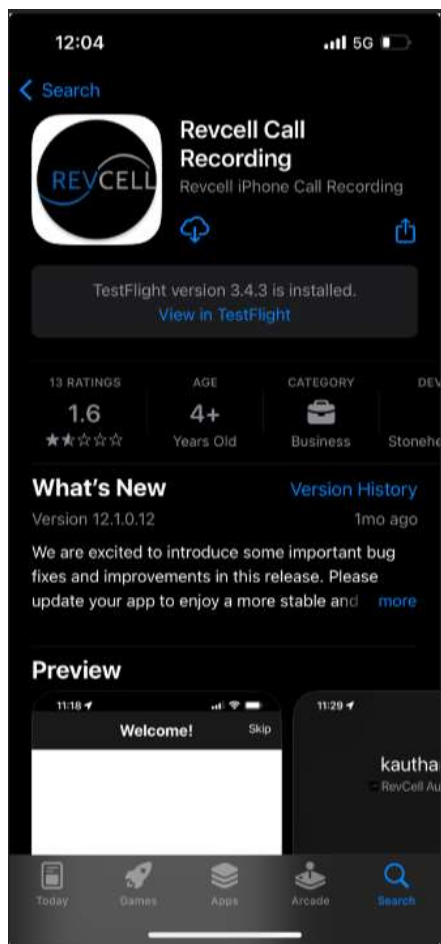 12:04
5G
Search
REVCELL
Revcell Call
Recording
Revcell iPhone Call Recording
TestFlight version 3.4.3 is installed.
View in TestFlight
13 RATINGS
AGE
CATEGORY
DEV
1.6
4+
Years Old
Business
Stonehe
What's New
Version History
Version 12.1.0.12
1mo ago
We are excited to introduce some important bug
fixes and improvements in this release. Please
update your app to enjoy a more stable and more
Preview
11:18
Welcome!
Skip
11:29
kautha
RevCell Au
Today
Games
Apps
Arcade
Search